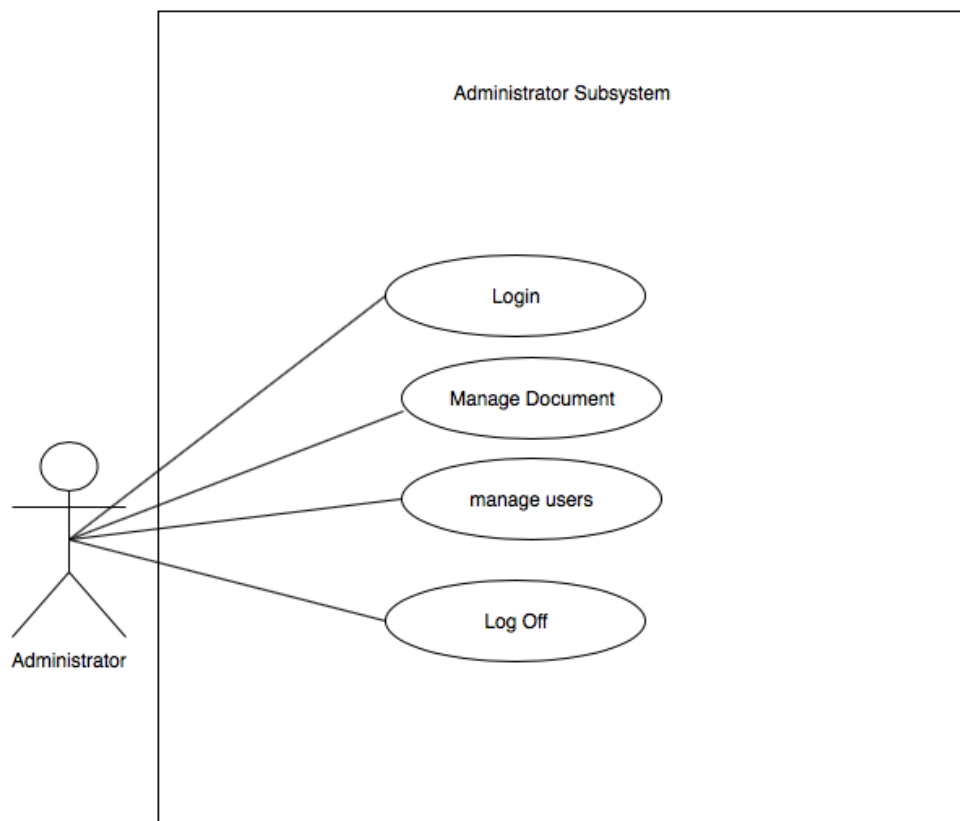 Administrator Subsystem
Login
Manage Document
manage users
Log Off
Administrator